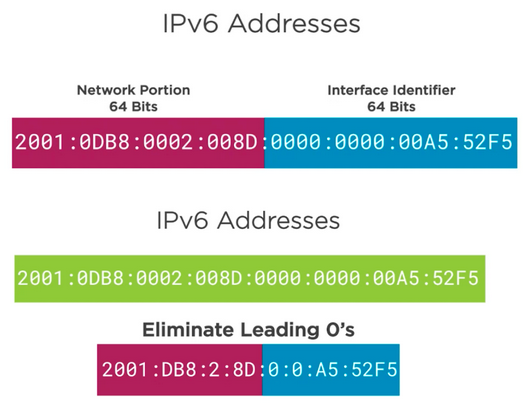 IPv6 Addresses
Network Portion
64 Bits
Interface Identifier
64 Bits
2001:0DB8:0002:008D:0000:0000:00A5:52F5
IPv6 Addresses
2001:0DB8:0002:008D:0000:0000:00A5:52F5
Eliminate Leading 0's
2001:DB8:2:8D:0:0:A5:52F5